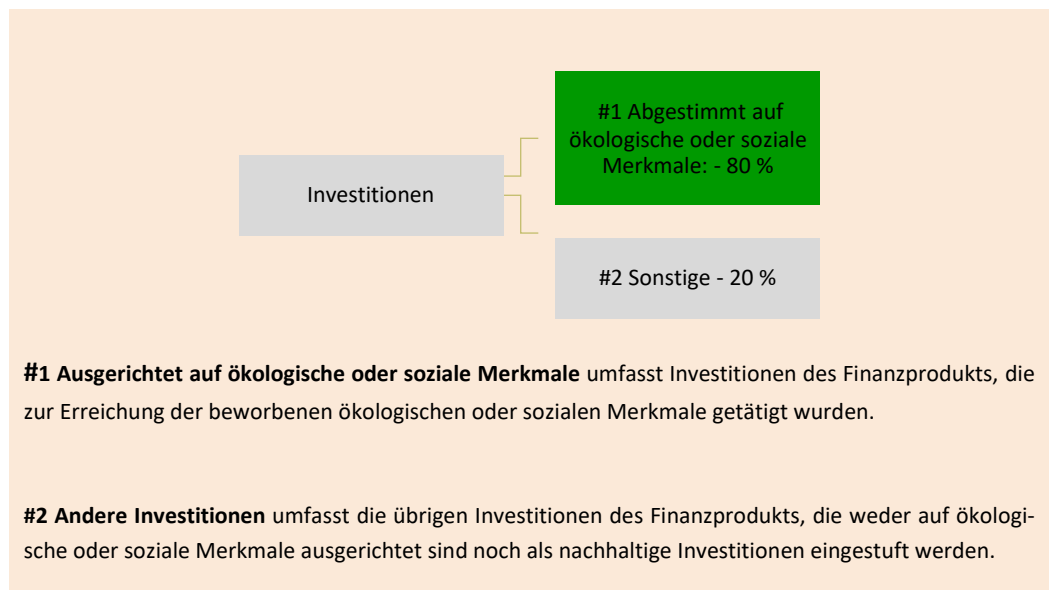 #1 Abgestimmt auf
ökologische oder soziale
Merkmale: - 80 %
Investitionen
#2 Sonstige - 20 %
#1 Ausgerichtet auf ökologische oder soziale Merkmale umfasst Investitionen des Finanzprodukts, die
zur Erreichung der beworbenen ökologischen oder sozialen Merkmale getätigt wurden.
#2 Andere Investitionen umfasst die übrigen Investitionen des Finanzprodukts, die weder auf ökologi-
sche oder soziale Merkmale ausgerichtet sind noch als nachhaltige Investitionen eingestuft werden.